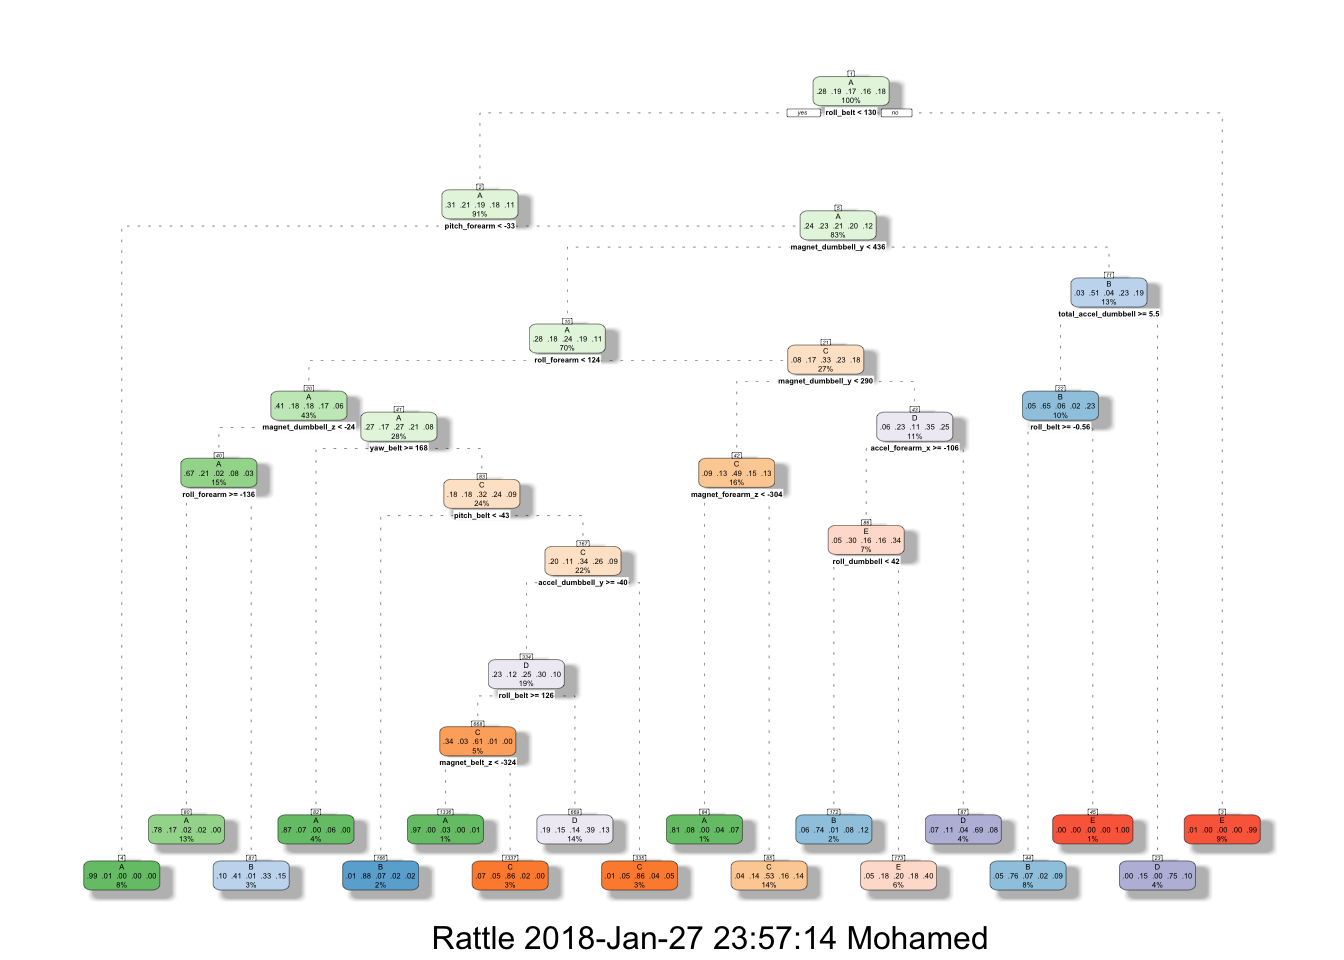 1
A
.28 .19 .17 .16 .18
100%
yes roll_belt < 130 no
2
A
.31 .21 .19 .18 .11
91%
pitch_forearm < -33
5
A
.24 .23 .21 .20 .12
83%
magnet_dumbbell_y < 436
11
B
.03 .51 .04 .23 .19
13%
total_accel_dumbbell >= 5.5
10
A
.28 .18 .24 .19 .11
70%
roll_forearm < 124
21
C
.08 .17 .33 .23 .18
27%
magnet_dumbbell_y < 290
20
A
.41 .18 .18 .17 .06
43%
magnet_dumbbell_z < -24
41
A
.27 .17 .27 .21 .08
28%
yaw_belt >= 168
43
D
.06 .23 .11 .35 .25
11%
accel_forearm_x >= -106
22
B
.05 .65 .06 .02 .23
10%
roll_belt >= -0.56
40
A
.67 .21 .02 .08 .03
15%
roll_forearm >= -136
83
C
.18 .18 .32 .24 .09
24%
pitch_belt < -43
42
C
.09 .13 .49 .15 .13
16%
magnet_forearm_z < -304
86
E
.05 .30 .16 .16 .34
7%
roll_dumbbell < 42
167
C
.20 .11 .34 .26 .09
22%
accel_dumbbell_y >= -40
334
D
.23 .12 .25 .30 .10
19%
roll_belt >= 126
668
C
.34 .03 .61 .01 .00
5%
magnet_belt_z < -324
80
A
.78 .17 .02 .02 .00
13%
82
A
.87 .07 .00 .06 .00
4%
1336
A
.97 .00 .03 .00 .01
1%
669
D
.19 .15 .14 .39 .13
14%
84
A
.81 .08 .00 .04 .07
1%
172
B
.06 .74 .01 .08 .12
2%
87
D
.07 .11 .04 .69 .08
4%
45
E
.00 .00 .00 .00 1.00
1%
3
E
.01 .00 .00 .00 .99
9%
4
A
.99 .01 .00 .00 .00
8%
81
B
.10 .41 .01 .33 .15
3%
166
B
.01 .88 .07 .02 .02
2%
1337
C
.07 .05 .86 .02 .00
3%
335
C
.01 .05 .86 .04 .05
3%
85
C
.04 .14 .53 .16 .14
14%
173
E
.05 .18 .20 .18 .40
6%
44
B
.05 .76 .07 .02 .09
8%
23
D
.00 .15 .00 .75 .10
4%
Rattle 2018-Jan-27 23:57:14 Mohamed